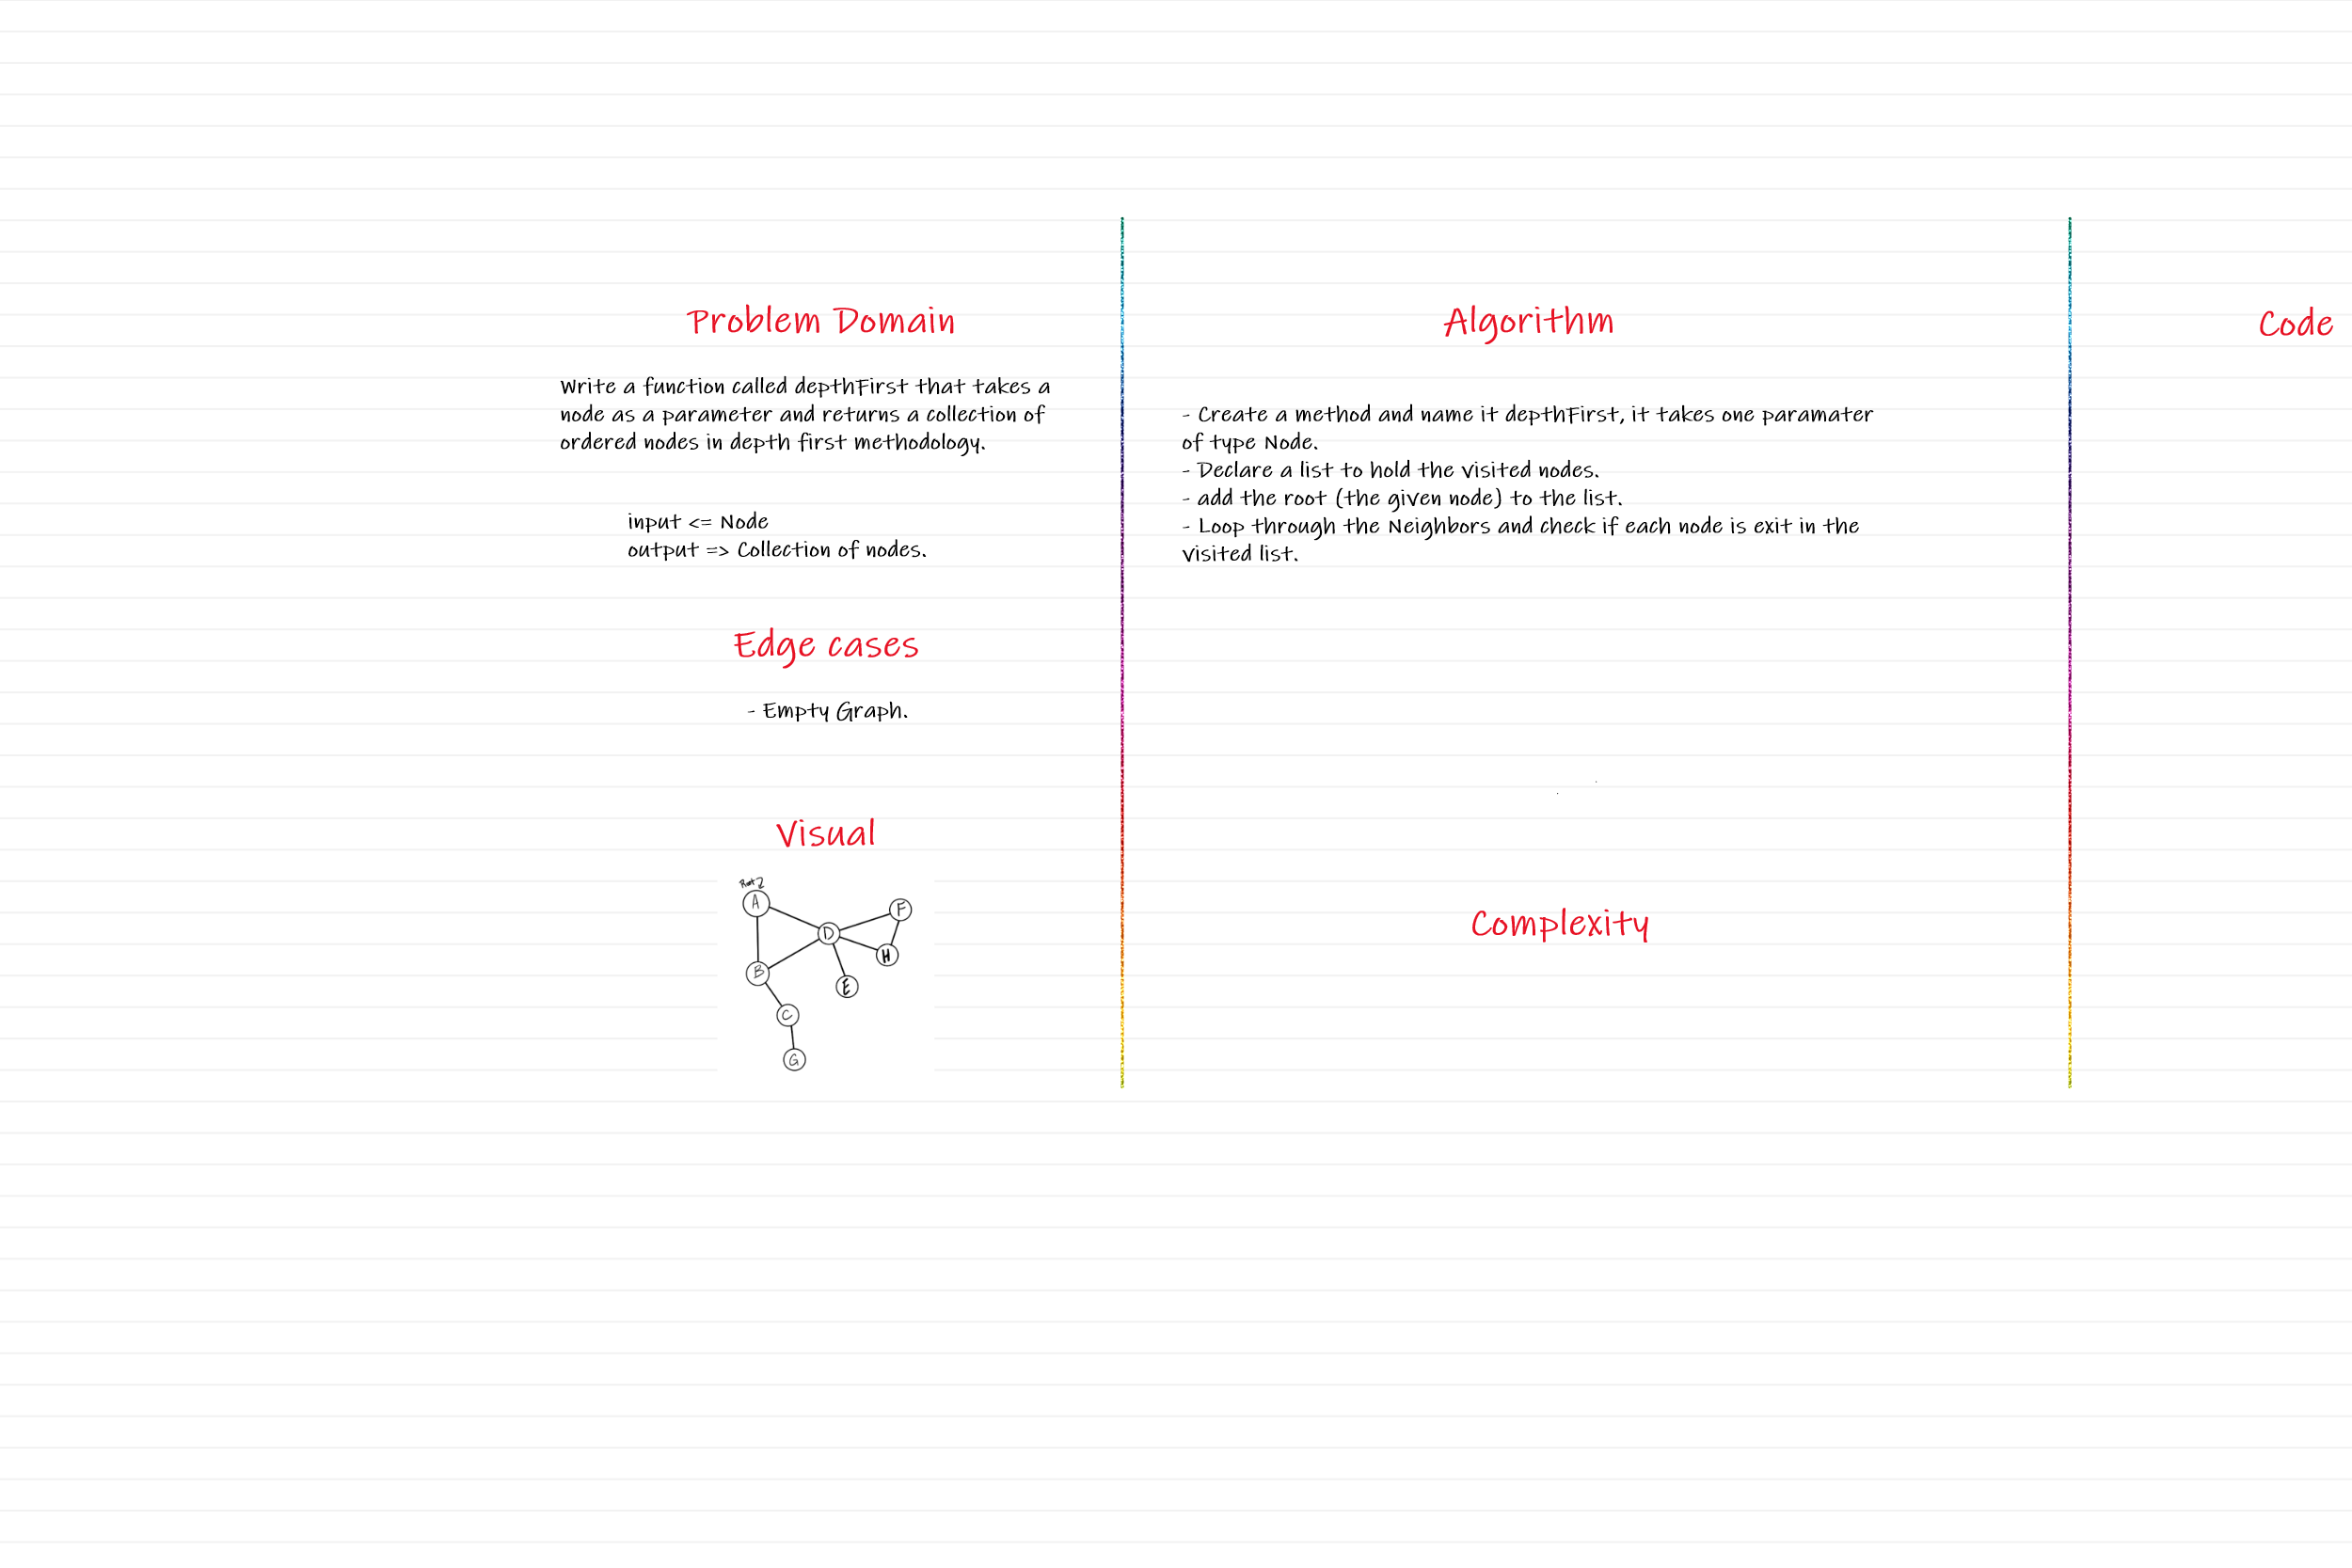 Problem Domain
Write a function called depthFirst that takes a
node as a parameter and returns a collection of
ordered nodes in depth first methodology.
input <= Node
output => Collection of nodes.
Edge cases
- Empty Graph.
Visual
Root
A
F
D
H
B
E
C
G
Algorithm
- Create a method and name it depthFirst, it takes one paramater
of type Node.
- Declare a list to hold the visited nodes.
- add the root (the given node) to the list.
- Loop through the Neighbors and check if each node is exit in the
visited list.
Complexity
Code